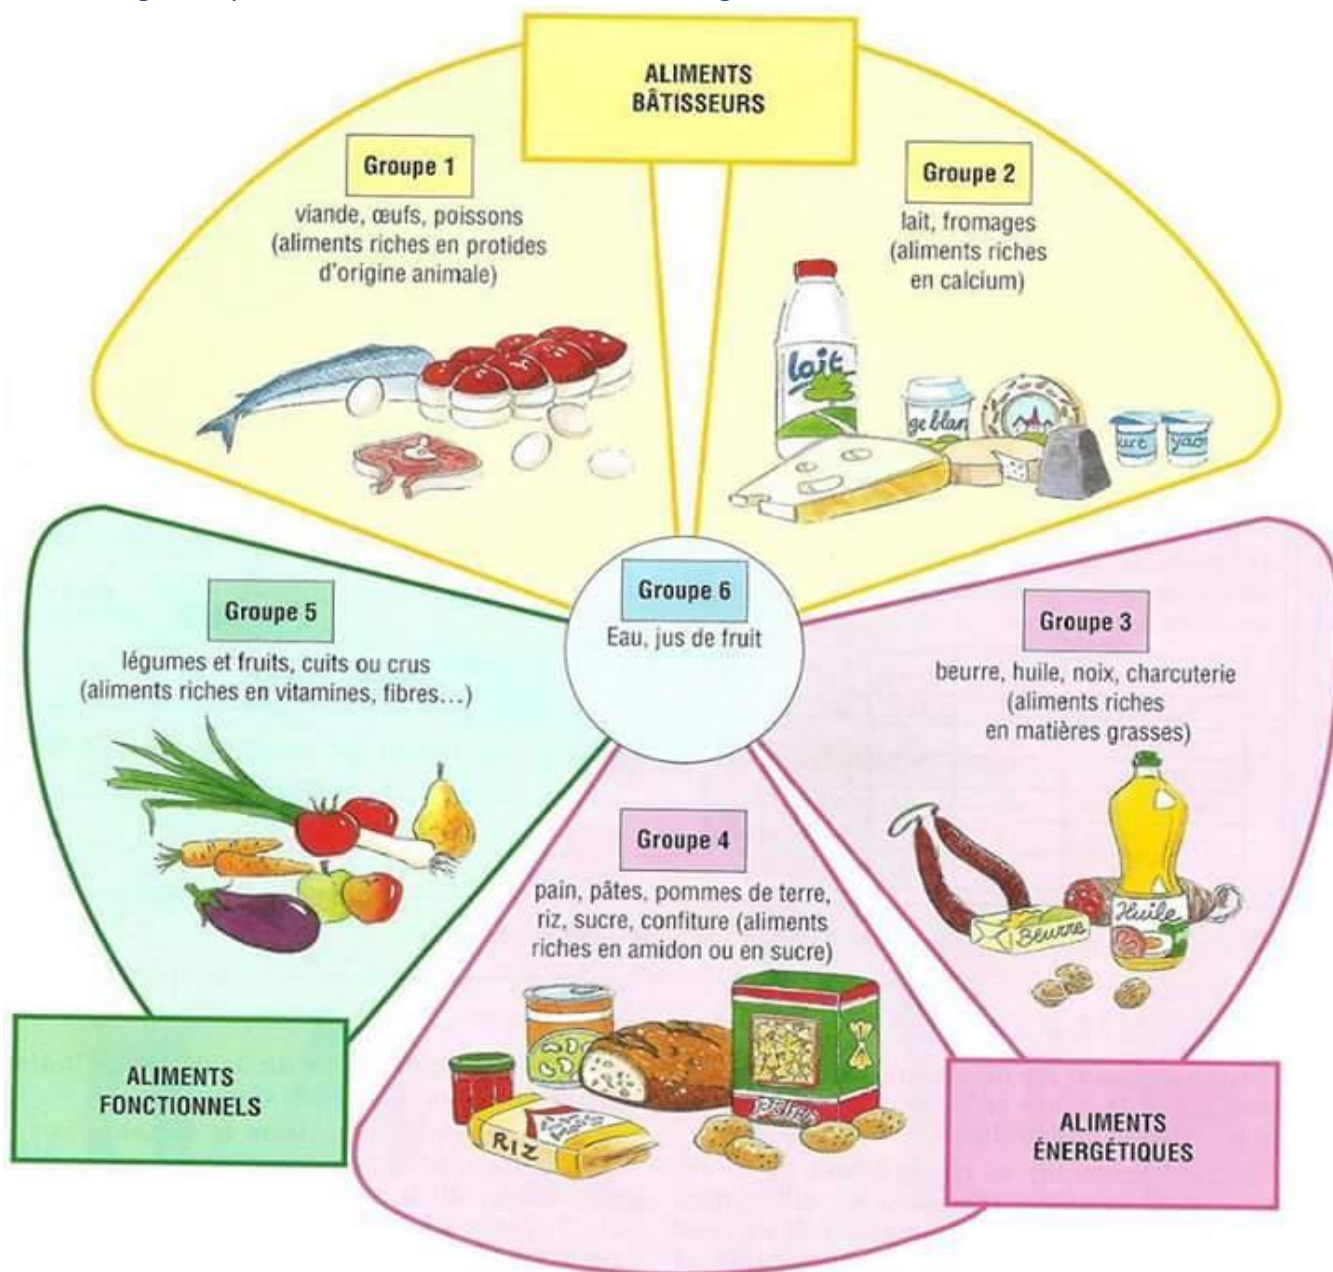 ALIMENTS
BÂTISSEURS
Groupe 1
viande, œufs, poissons
(aliments riches en protides
d'origine animale)
Groupe 2
lait, fromages
(aliments riches
en calcium)
lait
ge blan
urt
yao
Groupe 6
Eau, jus de fruit
Groupe 5
légumes et fruits, cuits ou crus
(aliments riches en vitamines, fibres...)
Groupe 3
beurre, huile, noix, charcuterie
(aliments riches
en matières grasses)
Huile
Beurre
Groupe 4
pain, pâtes, pommes de terre,
riz, sucre, confiture (aliments
riches en amidon ou en sucre)
RIZ
ALIMENTS
FONCTIONNELS
ALIMENTS
ÉNERGÉTIQUES